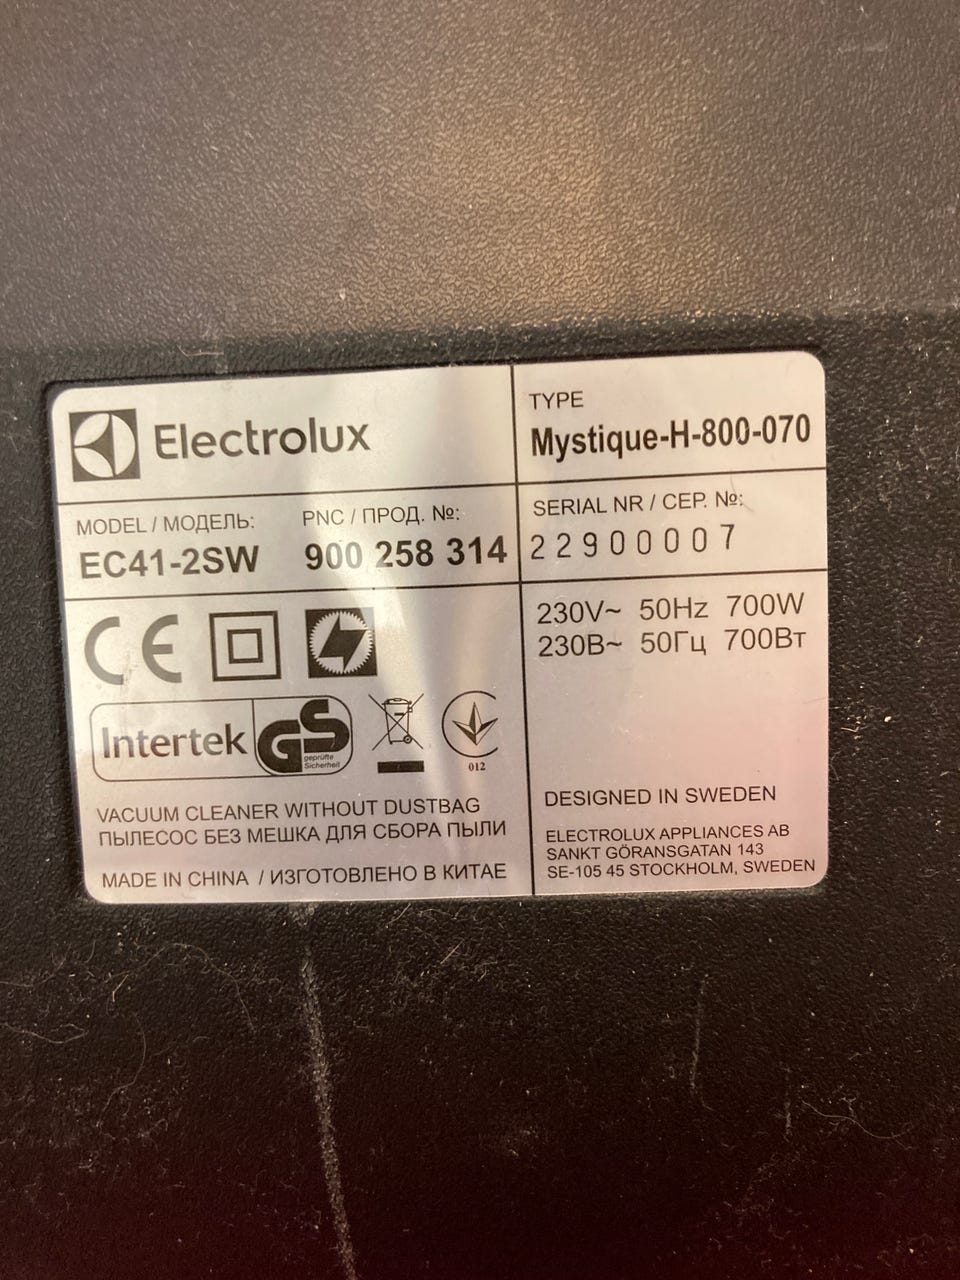 Electrolux
TYPE
Mystique-H-800-070
MODEL / МОДЕЛЬ:
EC41-2SW
PNC / ПРОД. №:
900 258 314
SERIAL NR / СЕР. №:
22900007
CE
230V~ 50Hz 700W
230В~ 50Гц 700Вт
Intertek
GS
geprüfte
Sicherheit
012
VACUUM CLEANER WITHOUT DUSTBAG
ПЫЛЕСОС БЕЗ МЕШКА ДЛЯ СБОРА ПЫЛИ
MADE IN CHINA / ИЗГОТОВЛЕНО В КИТАЕ
DESIGNED IN SWEDEN
ELECTROLUX APPLIANCES AB
SANKT GÖRANSGATAN 143
SE-105 45 STOCKHOLM, SWEDEN